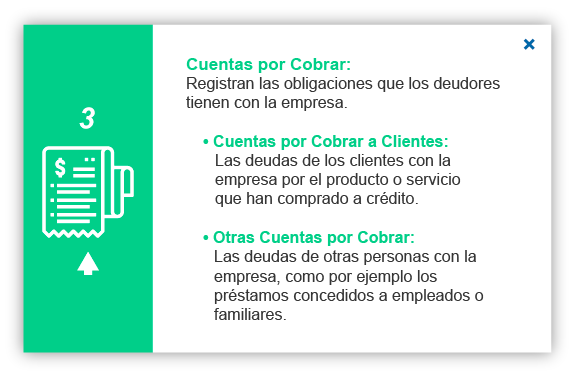 3
$
Cuentas por Cobrar:
Registran las obligaciones que los deudores
tienen con la empresa.
• Cuentas por Cobrar a Clientes:
Las deudas de los clientes con la
empresa por el producto o servicio
que han comprado a crédito.
• Otras Cuentas por Cobrar:
Las deudas de otras personas con la
empresa, como por ejemplo los
préstamos concedidos a empleados o
familiares.